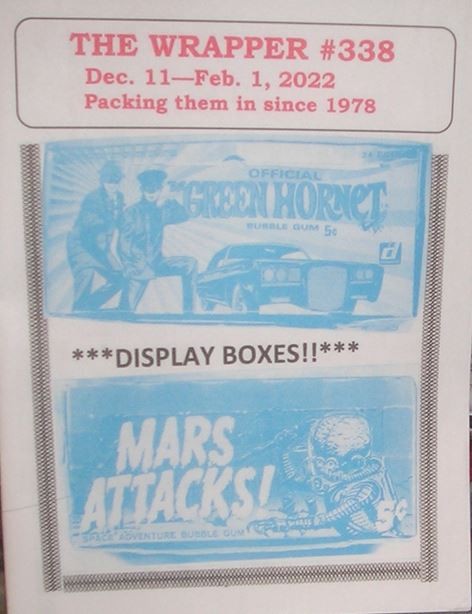 THE WRAPPER #338
Dec. 11—Feb. 1, 2022
Packing them in since 1978
OFFICIAL
GREEN HORNET
BUBBLE GUM 5¢
***DISPLAY BOXES!!***
MARS
ATTACKS!
5¢
SPACE ADVENTURE BUBBLE GUM